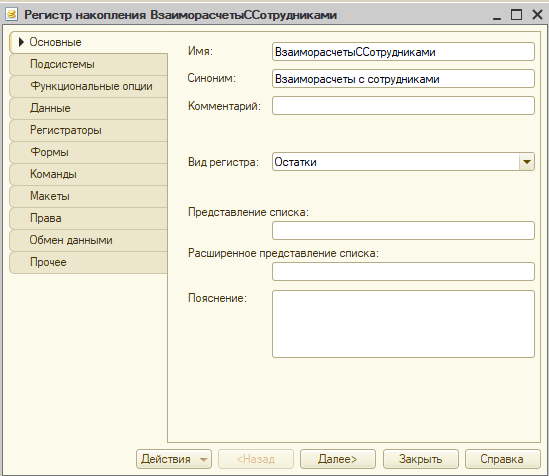 Регистр накопления ВзаиморасчетыССотрудниками
Основные
Подсистемы
Функциональные опции
Данные
Регистраторы
Формы
Команды
Макеты
Права
Обмен данными
Прочее
Имя: ВзаиморасчетыССотрудниками
Синоним: Взаиморасчеты с сотрудниками
Комментарий:
Вид регистра: Остатки
Представление списка:
Расширенное представление списка:
Пояснение:
Действия <Назад Далее> Закрыть Справка